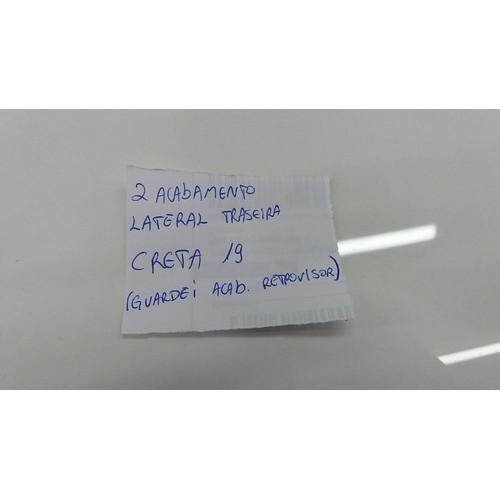 2 ACAbAMENTO
LATERAL TRASEIRA
CRETA 19
(GUARDEi ACAb. RETROVISOR)